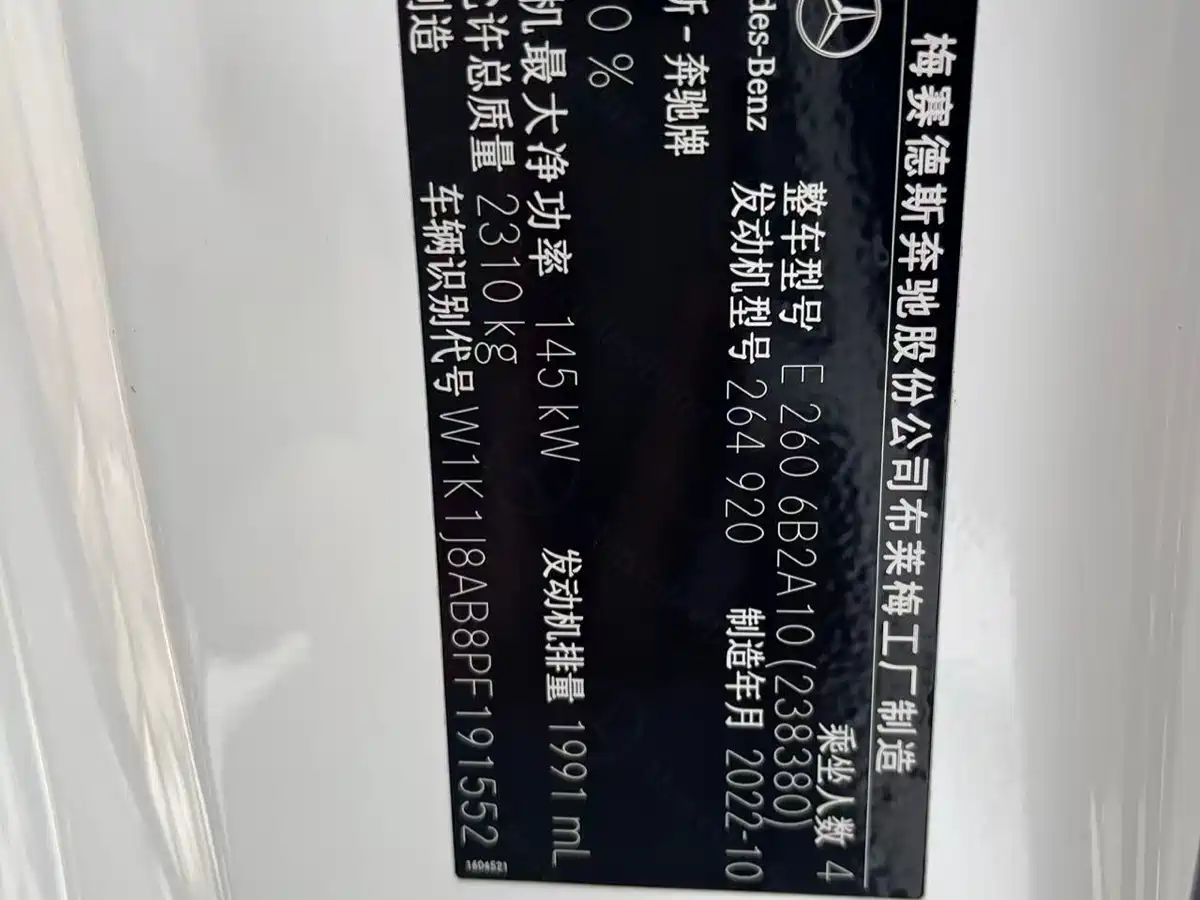 梅赛德斯奔驰股份公司布莱梅工厂制造
乘坐人数 4
整车型号 E 260 6B2A10(238380)
des-Benz 发动机型号 264 920 制造年月 2022-10
斯-奔驰牌
0 %
机最大净功率 145 kW 发动机排量 1991 mL
许总质量 2310 kg
制造 车辆识别代号 W1K1J8AB8PF191552
1604521